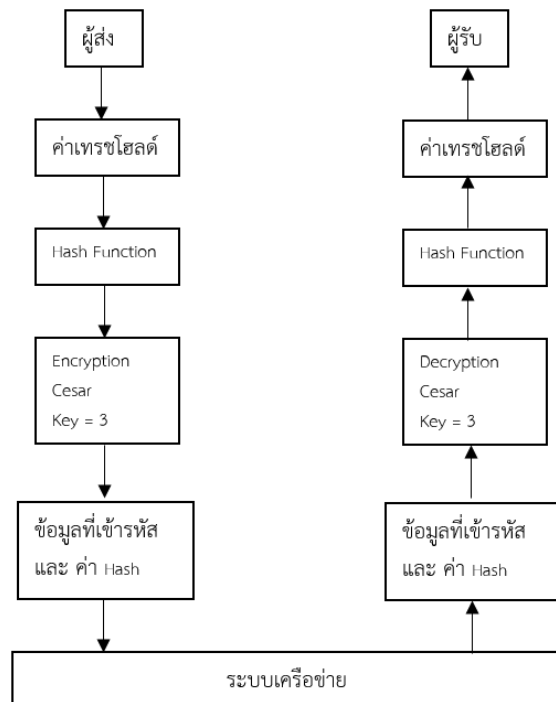 ผู้ส่ง
ค่าเทรชโฮลด์
Hash Function
Encryption
Cesar
Key = 3
ข้อมูลที่เข้ารหัส
และ ค่า Hash
ผู้รับ
ค่าเทรชโฮลด์
Hash Function
Decryption
Cesar
Key = 3
ข้อมูลที่เข้ารหัส
และ ค่า Hash
ระบบเครือข่าย